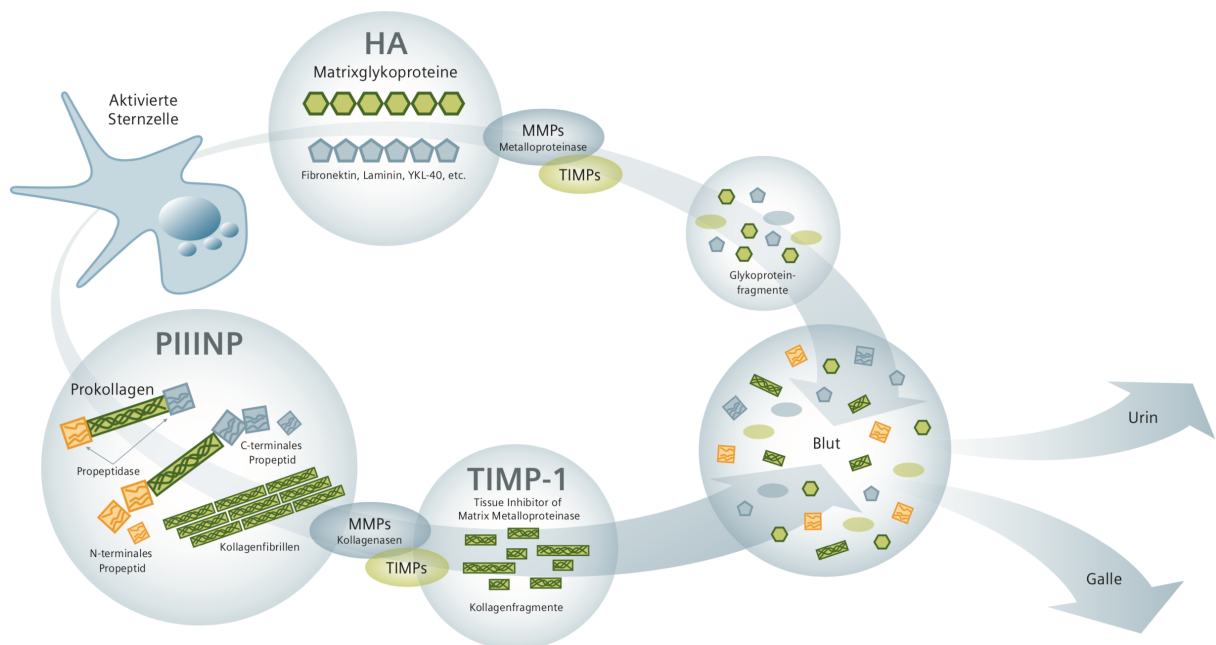 HA
Matrixglykoproteine
Fibronektin, Laminin, YKL-40, etc.
Aktivierte
Sternzelle
MMPs
Metalloproteinase
TIMPs
Glykoprotein-
fragmente
PIIINP
Prokollagen
Propeptidase
C-terminales
Propeptid
N-terminales
Propeptid
Kollagenfibrillen
MMPs
Kollagenasen
TIMPs
TIMP-1
Tissue Inhibitor of
Matrix Metalloproteinase
Kollagenfragmente
Blut
Urin
Galle